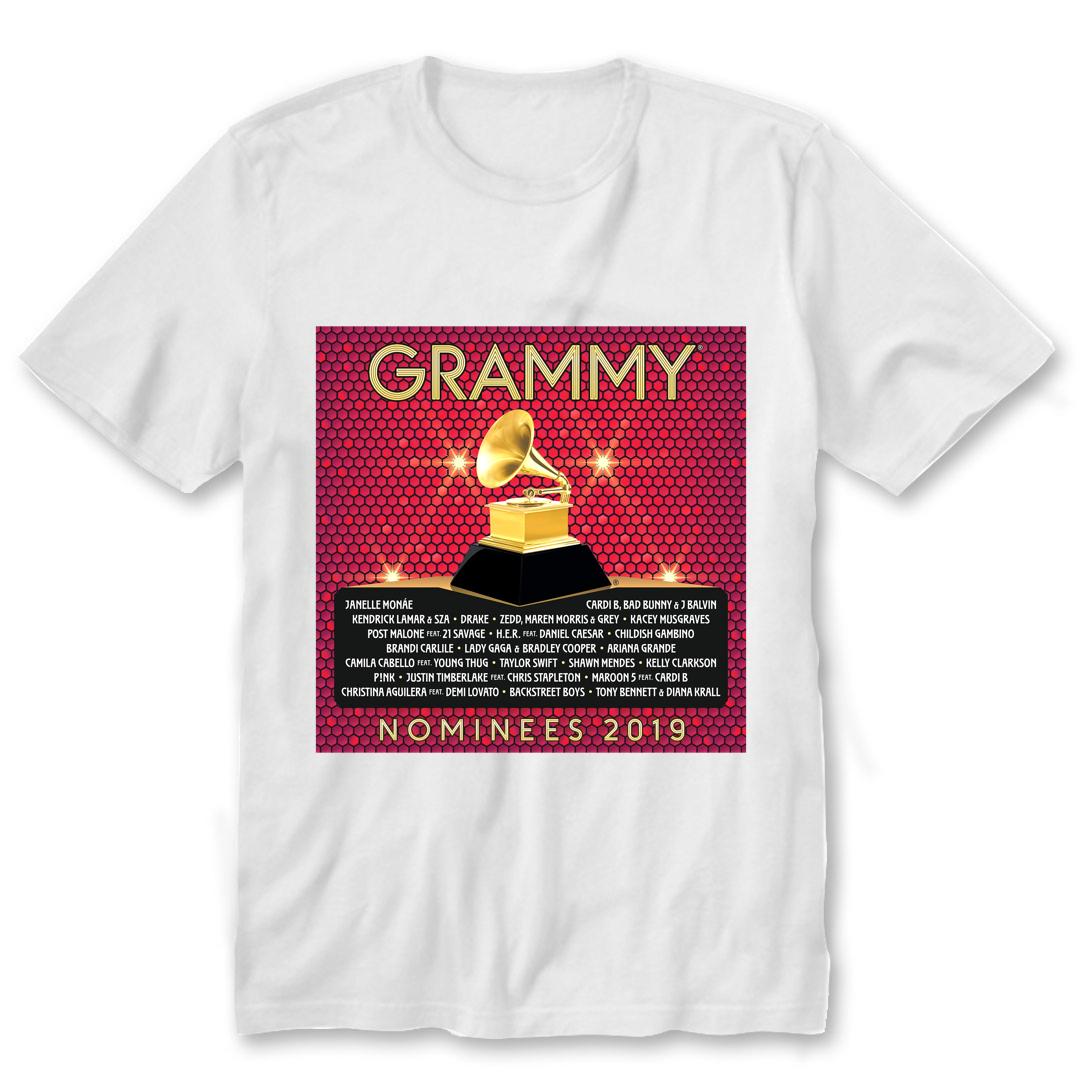 GRAMMY®
JANELLE MONÁE CARDI B, BAD BUNNY & J BALVIN
KENDRICK LAMAR & SZA • DRAKE • ZEDD, MAREN MORRIS & GREY • KACEY MUSGRAVES
POST MALONE FEAT. 21 SAVAGE • H.E.R. FEAT. DANIEL CAESAR • CHILDISH GAMBINO
BRANDI CARLILE • LADY GAGA & BRADLEY COOPER • ARIANA GRANDE
CAMILA CABELLO FEAT. YOUNG THUG • TAYLOR SWIFT • SHAWN MENDES • KELLY CLARKSON
P!NK • JUSTIN TIMBERLAKE FEAT. CHRIS STAPLETON • MAROON 5 FEAT. CARDI B
CHRISTINA AGUILERA FEAT. DEMI LOVATO • BACKSTREET BOYS • TONY BENNETT & DIANA KRALL
NOMINEES 2019